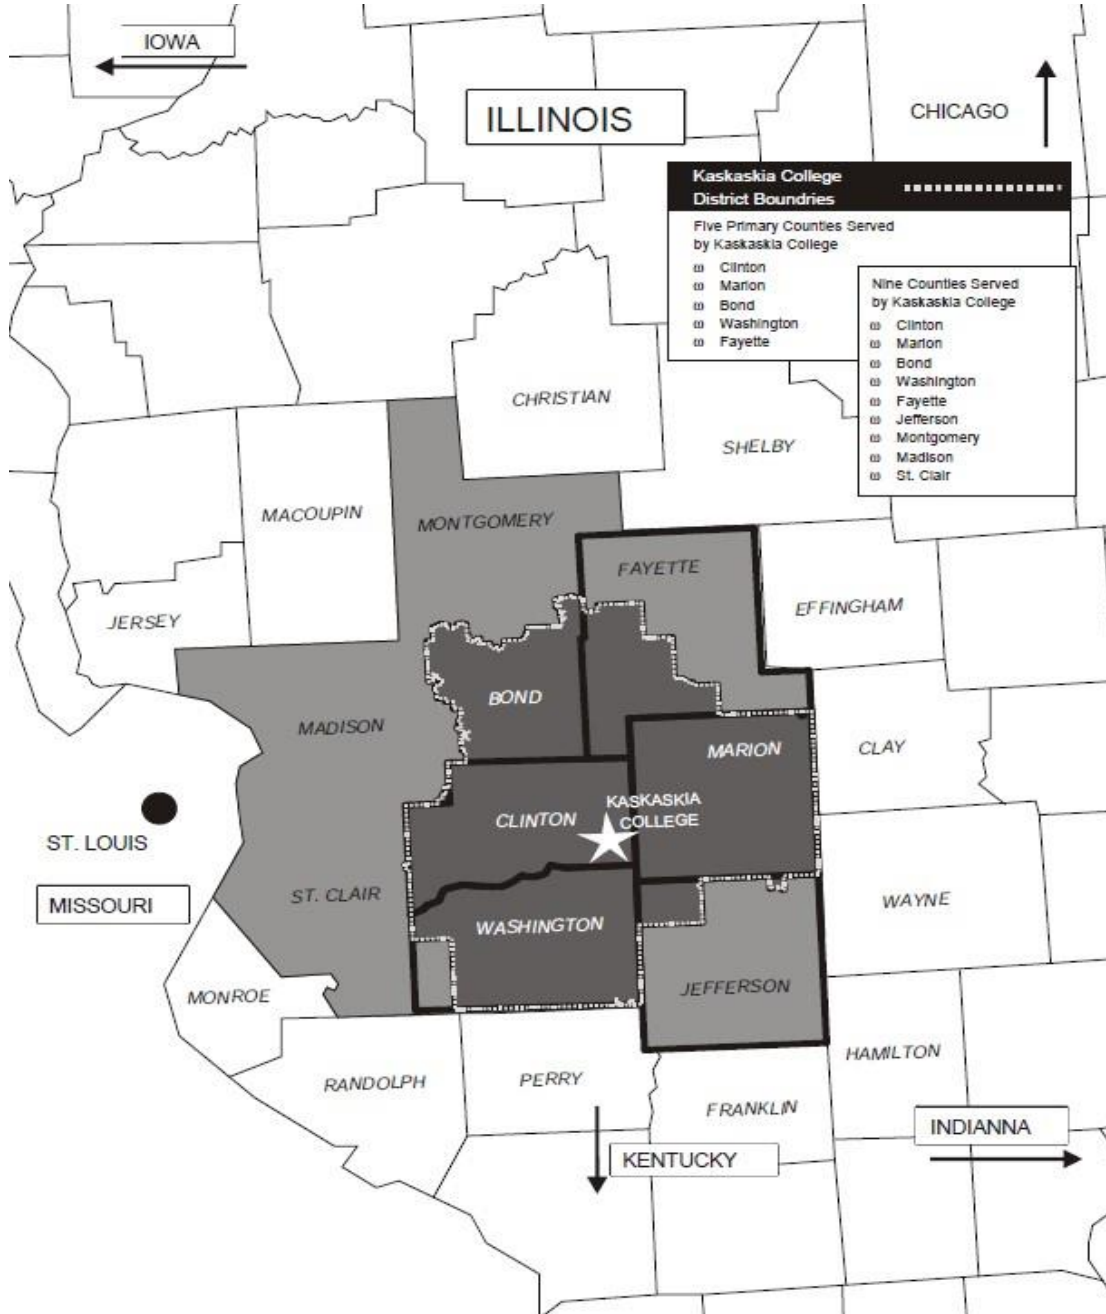 IOWA
ILLINOIS
CHICAGO
Kaskaskia College
District Boundries
Five Primary Counties Served
by Kaskaskia College
ω Clinton
ω Marion
ω Bond
ω Washington
ω Fayette
Nine Counties Served
by Kaskaskia College
ω Clinton
ω Marion
ω Bond
ω Washington
ω Fayette
ω Jefferson
ω Montgomery
ω Madison
ω St. Clair
CHRISTIAN
SHELBY
MACOUPIN
MONTGOMERY
FAYETTE
EFFINGHAM
JERSEY
BOND
MADISON
MARION
CLAY
KASKASKIA
COLLEGE
CLINTON
ST. LOUIS
MISSOURI
ST. CLAIR
WAYNE
WASHINGTON
MONROE
JEFFERSON
HAMILTON
RANDOLPH
PERRY
FRANKLIN
INDIANNA
KENTUCKY